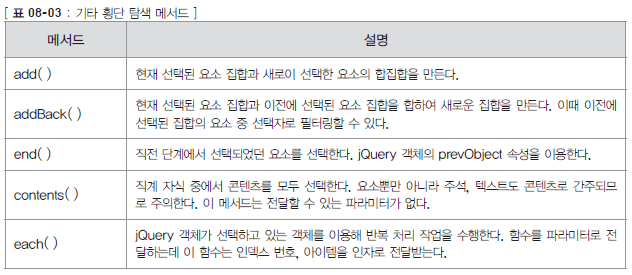 [ 표 08-03 : 기타 횡단 탐색 메서드 ]
메서드 설명
add( ) 현재 선택된 요소 집합과 새로이 선택한 요소의 합집합을 만든다.
addBack( ) 현재 선택된 요소 집합과 이전에 선택된 요소 집합을 합하여 새로운 집합을 만든다. 이때 이전에
선택된 집합의 요소 중 선택자로 필터링할 수 있다.
end( ) 직전 단계에서 선택되었던 요소를 선택한다. jQuery 객체의 prevObject 속성을 이용한다.
contents( ) 직계 자식 중에서 콘텐츠를 모두 선택한다. 요소뿐만 아니라 주석, 텍스트도 콘텐츠로 간주되므
로 주의한다. 이 메서드는 전달할 수 있는 파라미터가 없다.
each( ) jQuery 객체가 선택하고 있는 객체를 이용해 반복 처리 작업을 수행한다. 함수를 파라미터로 전
달하는데 이 함수는 인덱스 번호, 아이템을 인자로 전달받는다.